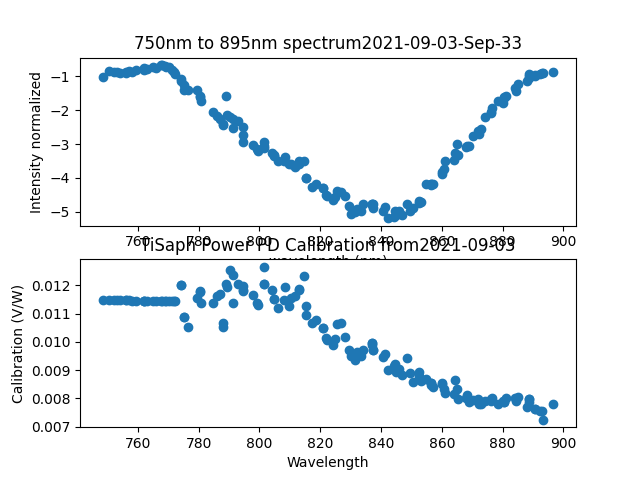 750nm to 895nm spectrum2021-09-03-Sep-33
Intensity normalized
−1
−2
−3
−4
−5
760 780 800 820 840 860 880 900
wavelength (nm)
TiSaph Power PD Calibration from2021-09-03
Calibration (V/W)
0.012
0.011
0.010
0.009
0.008
0.007
760 780 800 820 840 860 880 900
Wavelength